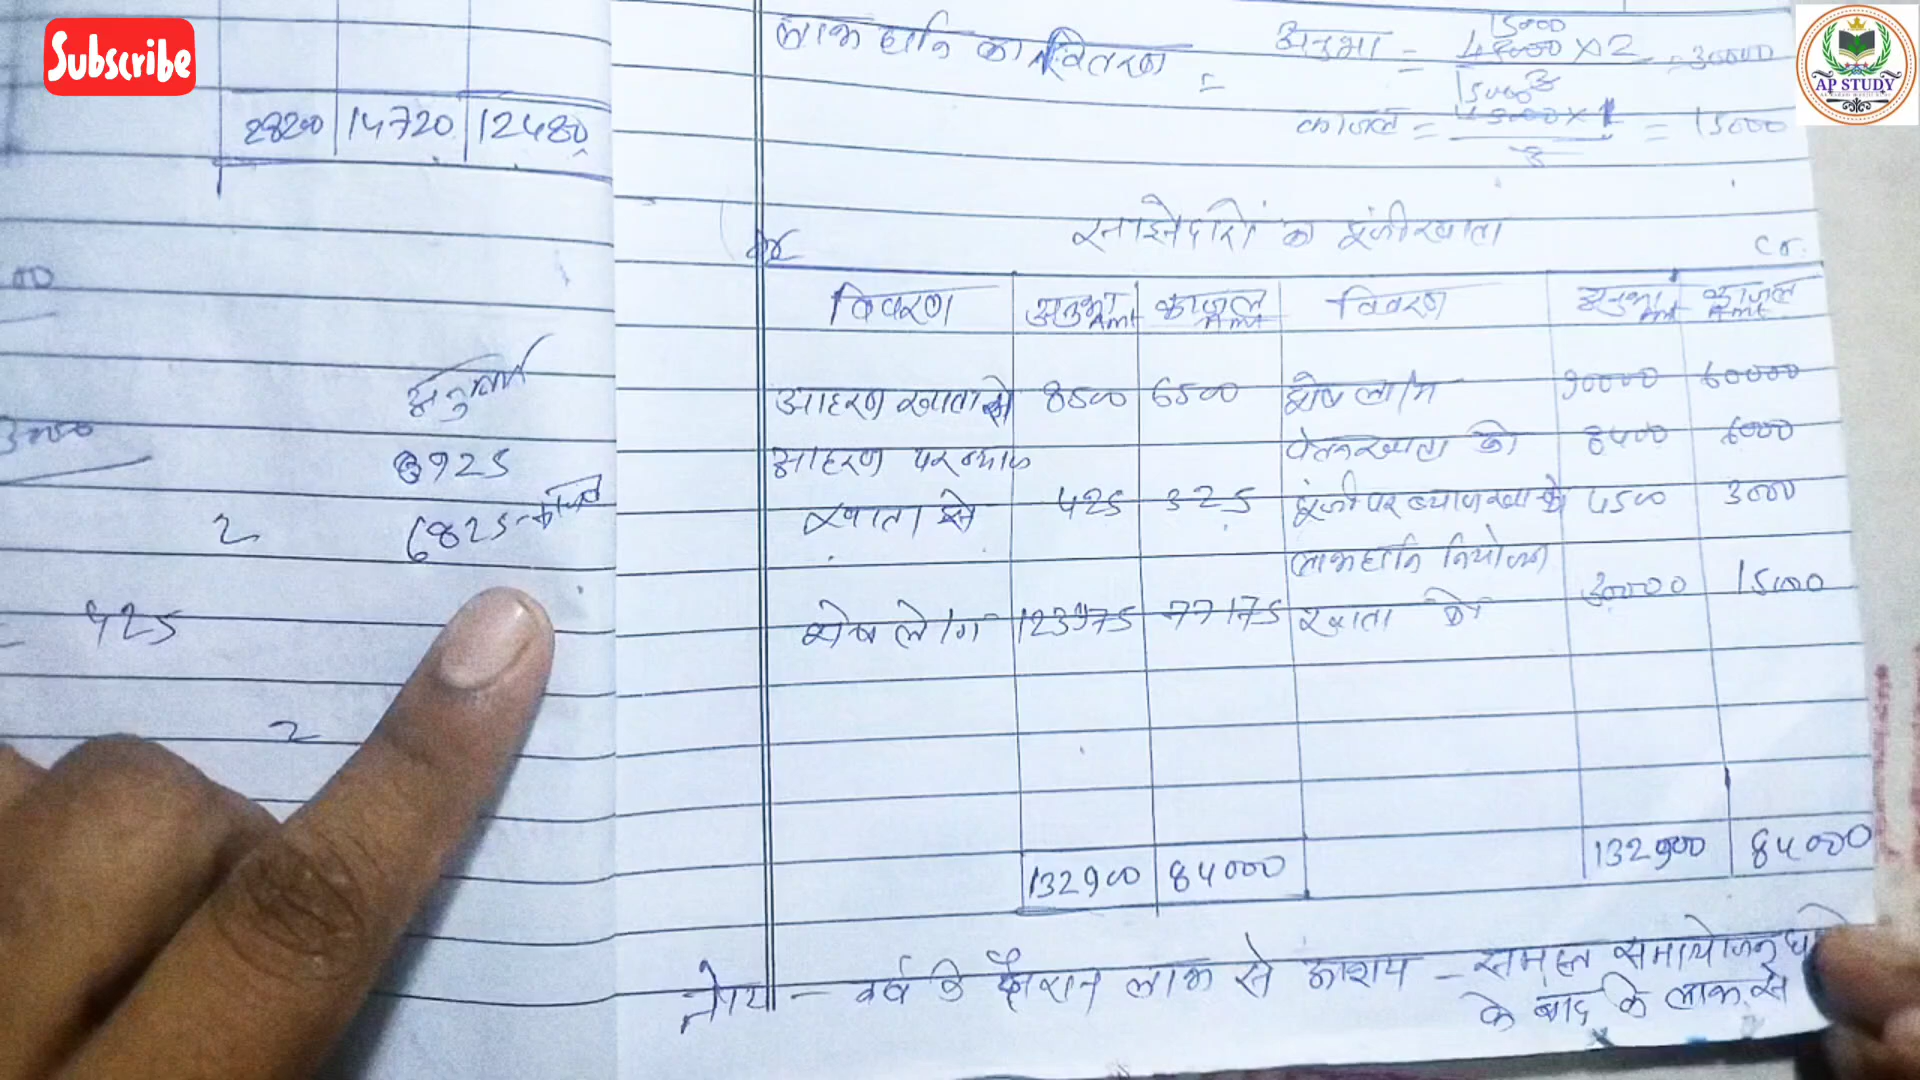 Subscribe
AP STUDY
28200 14720 12480
लाभ हानि का वितरण =
15000
अनुभा = 45000 × 2 = 30000
3
15000
काजल = 45000 × 1 = 15000
3
साझेदारों का पूंजी खाता
Dr Cr.
विवरण अनुभा Amt काजल Amt विवरण अनुभा Amt काजल Amt
आहरण खाता से 8500 6500 शेष ला/ग 90000 60000
आहरण पर ब्याज वेतन खाता को 8400 6000
खाता से 425 325 पूंजी पर ब्याज खा को 4500 3000
लाभ हानि नियोजन
शेष ले/ग 123975 77175 खाता को 30000 15000
132900 84000 132900 84000
अनुभा
8925
2 6825 - काजल
425
2
नोट - वर्ष के दौरान लाभ से आशय - समस्त समायोजन
के बाद के लाभ से